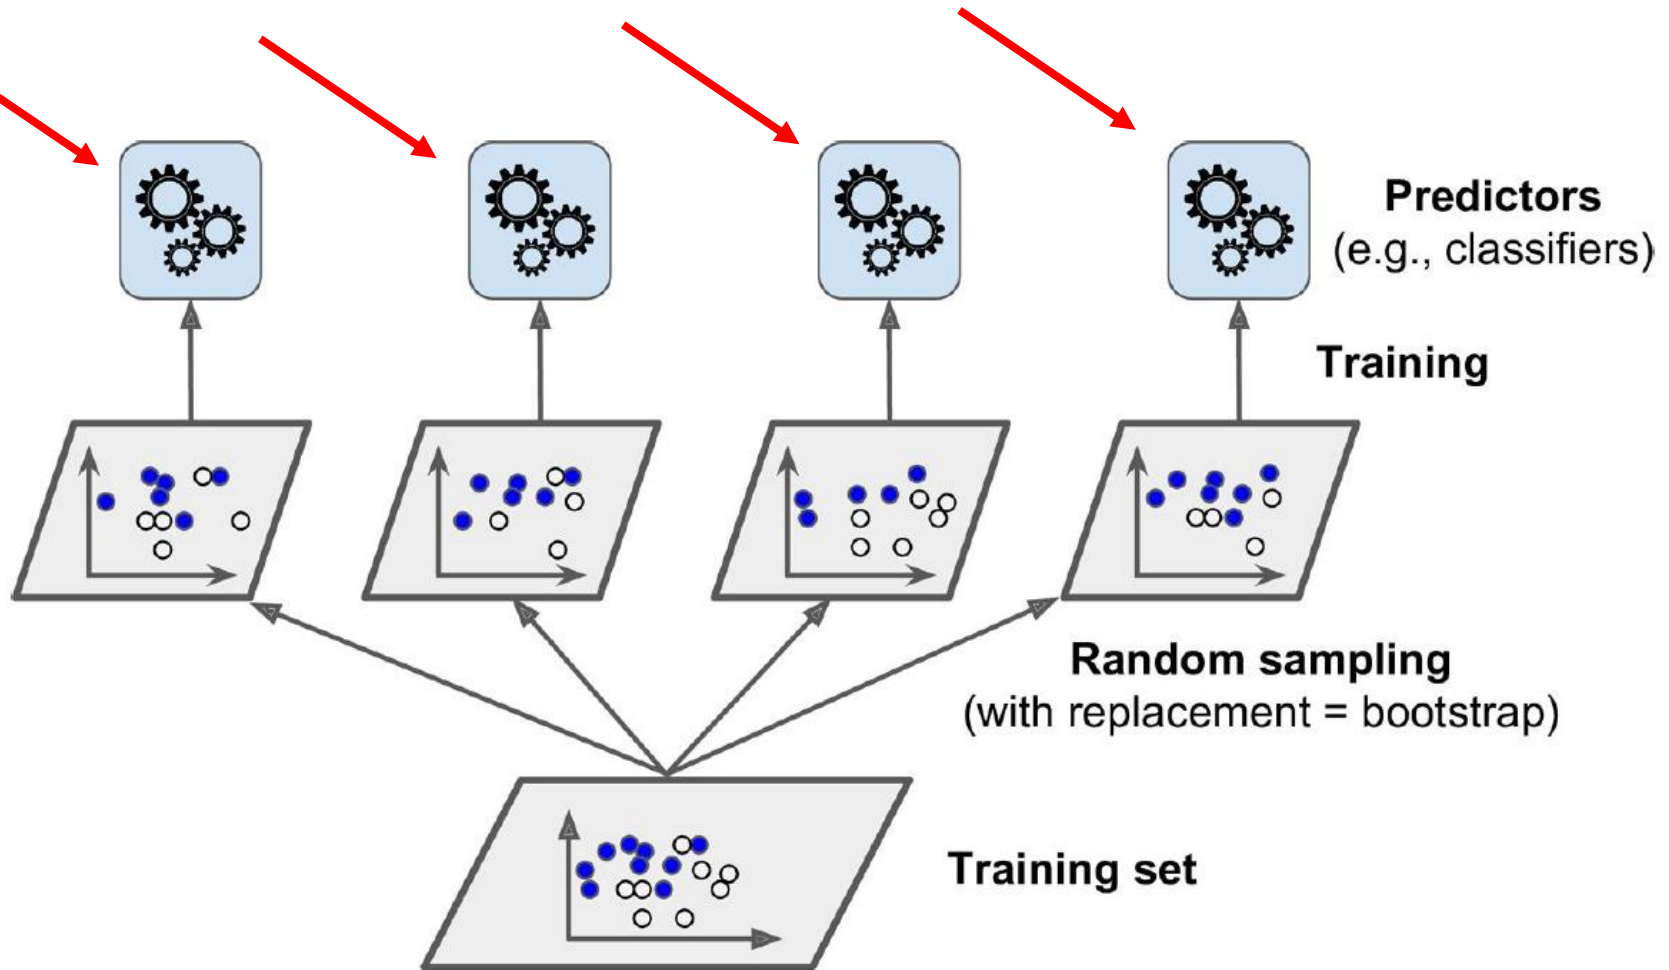 Predictors
(e.g., classifiers)
Training
Random sampling
(with replacement = bootstrap)
Training set